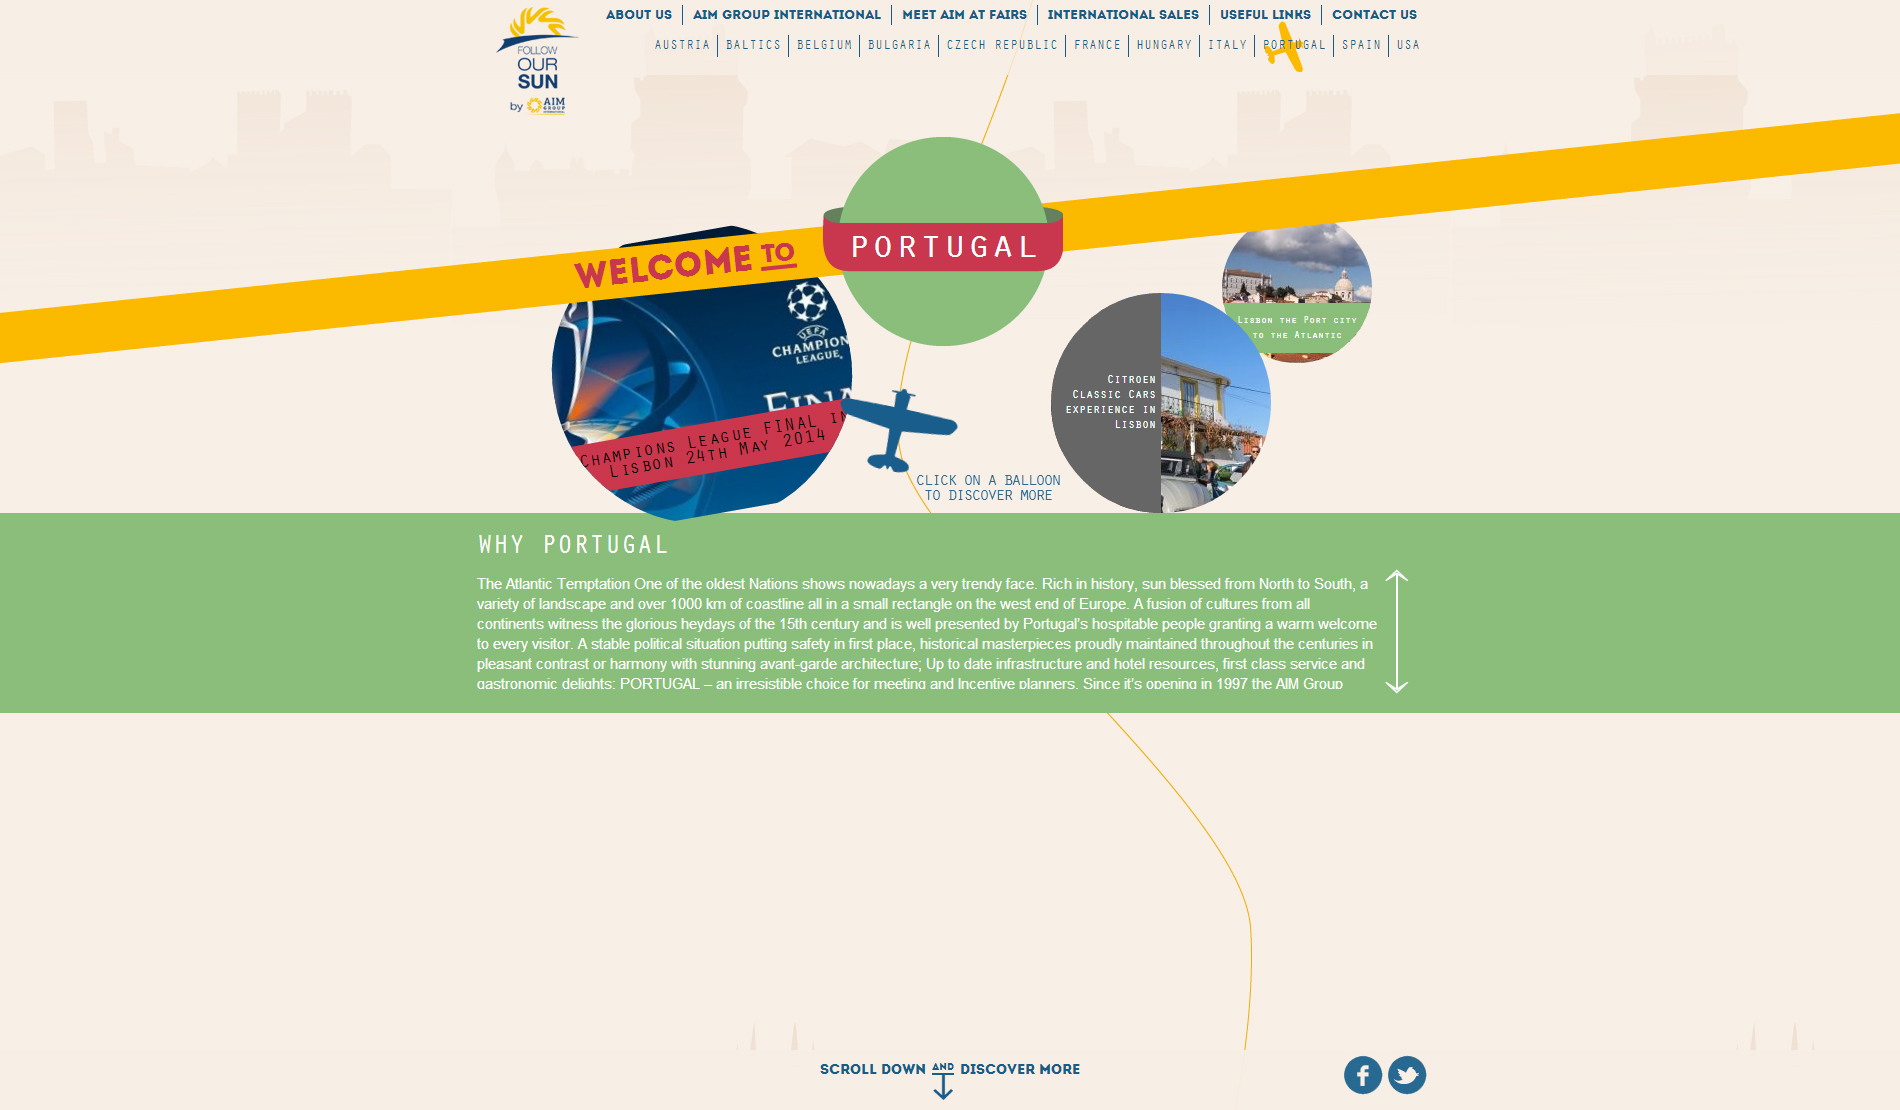 ABOUT US
AIM GROUP INTERNATIONAL
MEET AIM AT FAIRS
INTERNATIONAL SALES
USEFUL LINKS
CONTACT US
AUSTRIA
BALTICS
BELGIUM
BULGARIA
CZECH REPUBLIC
FRANCE
HUNGARY
ITALY
PORTUGAL
SPAIN
USA
FOLLOW
OUR
SUN
by AIM
GROUP
INTERNATIONAL
WELCOME TO
PORTUGAL
UEFA
CHAMPION
LEAGUE
FINA
CHAMPIONS LEAGUE FINAL IN
LISBON 24TH MAY 2014
LISBON THE PORT CITY
TO THE ATLANTIC
CITROEN
CLASSIC CARS
EXPERIENCE IN
LISBON
CLICK ON A BALLOON
TO DISCOVER MORE
WHY PORTUGAL
The Atlantic Temptation One of the oldest Nations shows nowadays a very trendy face. Rich in history, sun blessed from North to South, a
variety of landscape and over 1000 km of coastline all in a small rectangle on the west end of Europe. A fusion of cultures from all
continents witness the glorious heydays of the 15th century and is well presented by Portugal's hospitable people granting a warm welcome
to every visitor. A stable political situation putting safety in first place, historical masterpieces proudly maintained throughout the centuries in
pleasant contrast or harmony with stunning avant-garde architecture; Up to date infrastructure and hotel resources, first class service and
gastronomic delights: PORTUGAL – an irresistible choice for meeting and Incentive planners. Since it's opening in 1997 the AIM Group
SCROLL DOWN AND DISCOVER MORE